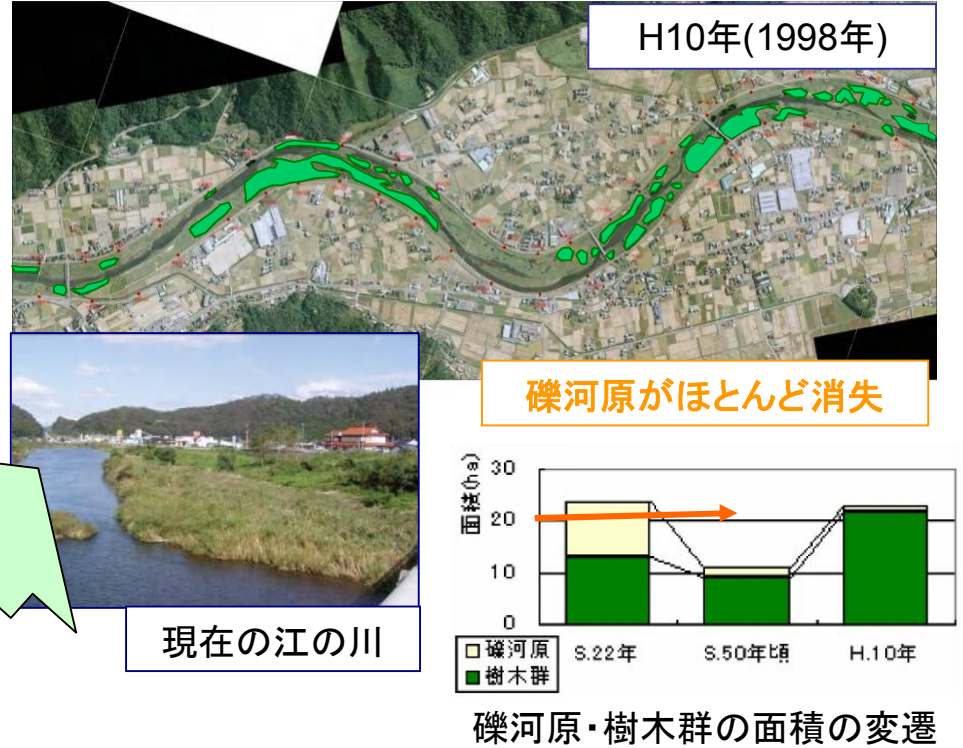 H10年(1998年)
礫河原がほとんど消失
現在の江の川
面積(ha)
30
20
10
0
S.22年 S.50年頃 H.10年
礫河原
樹木群
礫河原・樹木群の面積の変遷